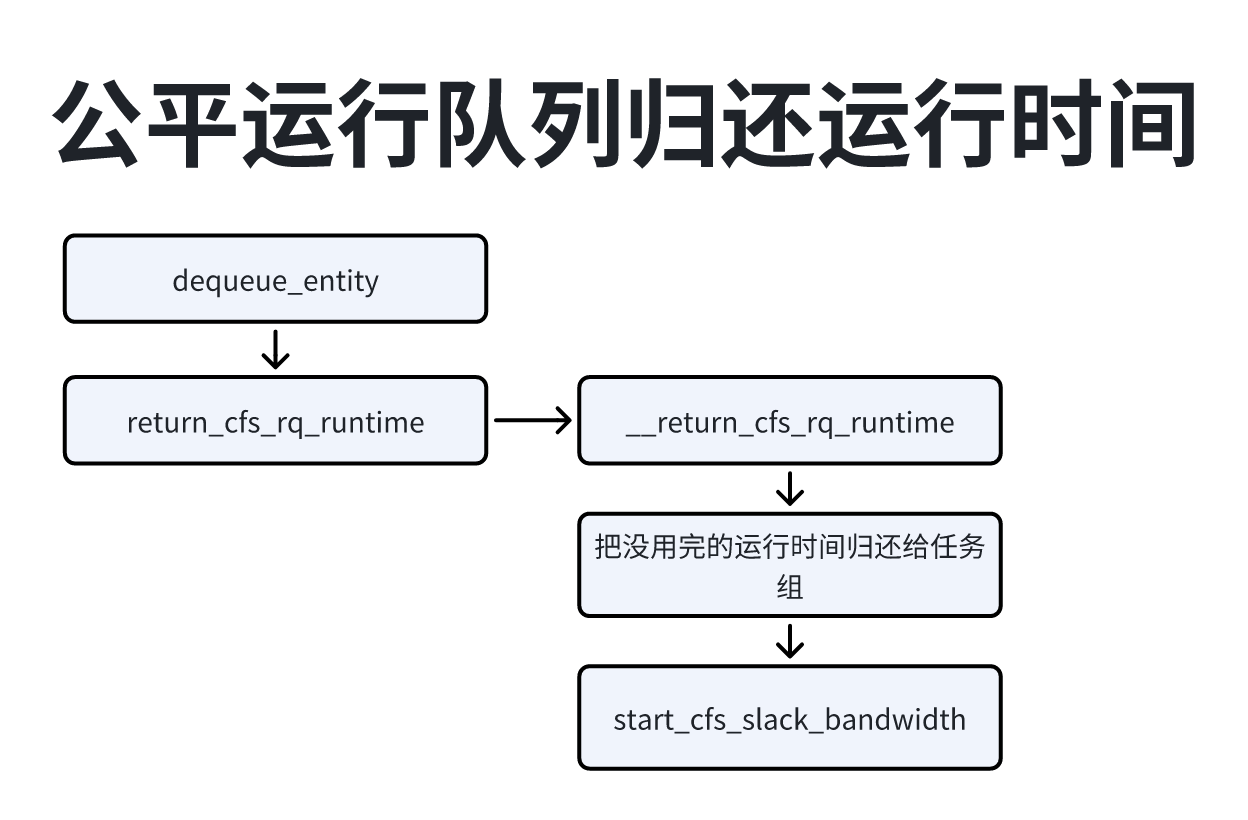 公平运行队列归还运行时间
dequeue_entity
return_cfs_rq_runtime
__return_cfs_rq_runtime
把没用完的运行时间归还给任务
组
start_cfs_slack_bandwidth